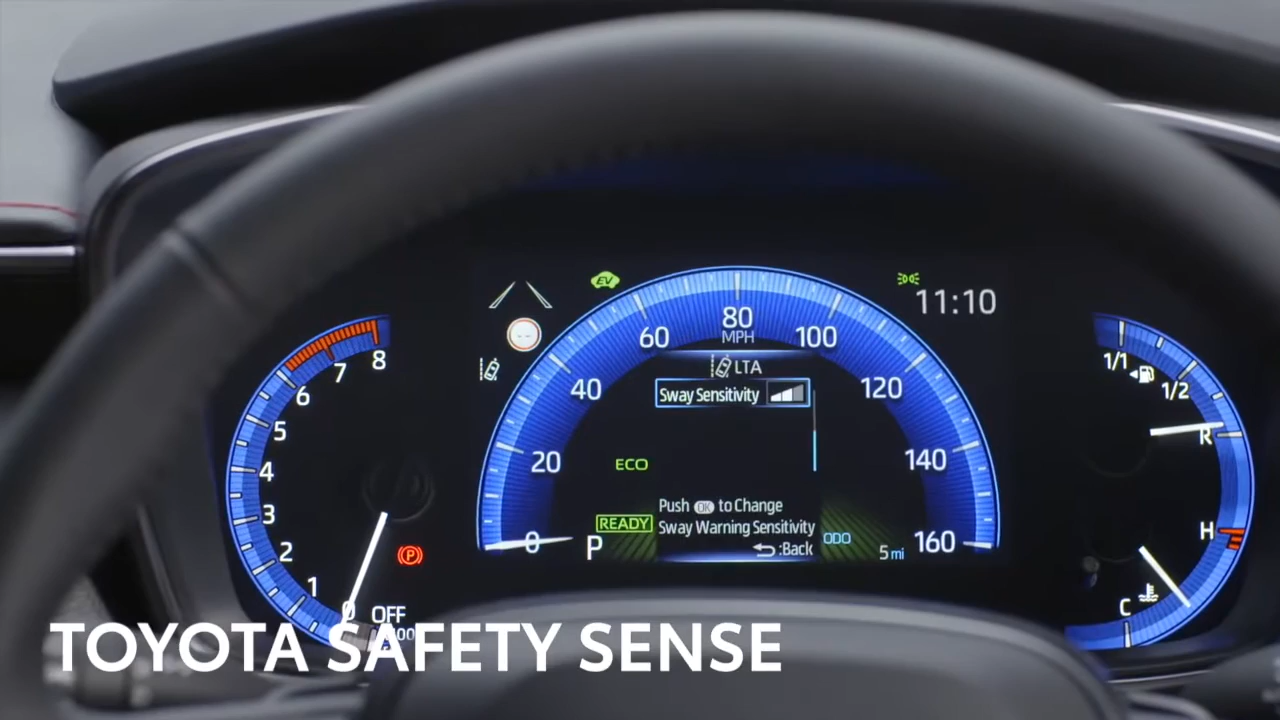 EV
11:10
80
MPH
60
100
40
120
20
140
0
160
LTA
Sway Sensitivity
ECO
Push OK to Change
READY
Sway Warning Sensitivity
P
:Back
ODO
5 mi
8
7
6
5
4
3
2
1
0
OFF
P
1/1
1/2
R
H
C
TOYOTA SAFETY SENSE